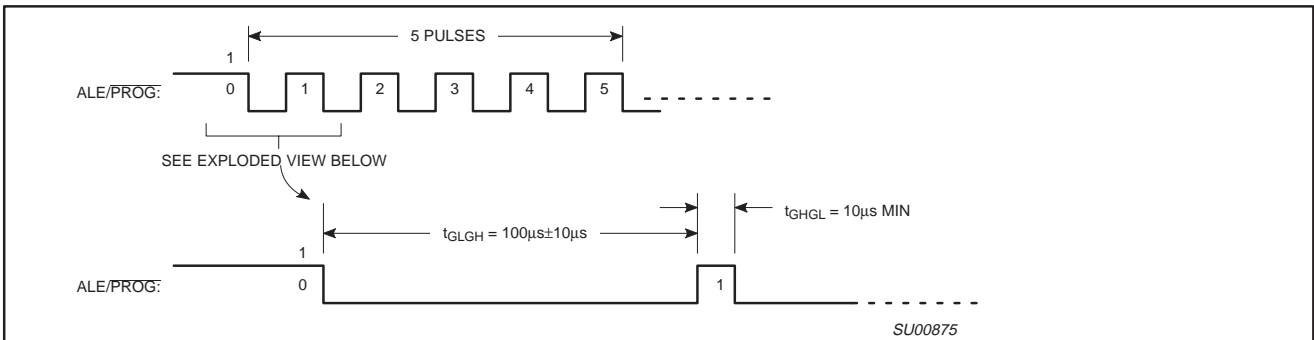 5 PULSES
1
ALE/PROG: 0 1 2 3 4 5
SEE EXPLODED VIEW BELOW
tGHGL = 10µs MIN
tGLGH = 100µs±10µs
1
ALE/PROG: 0 1
SU00875